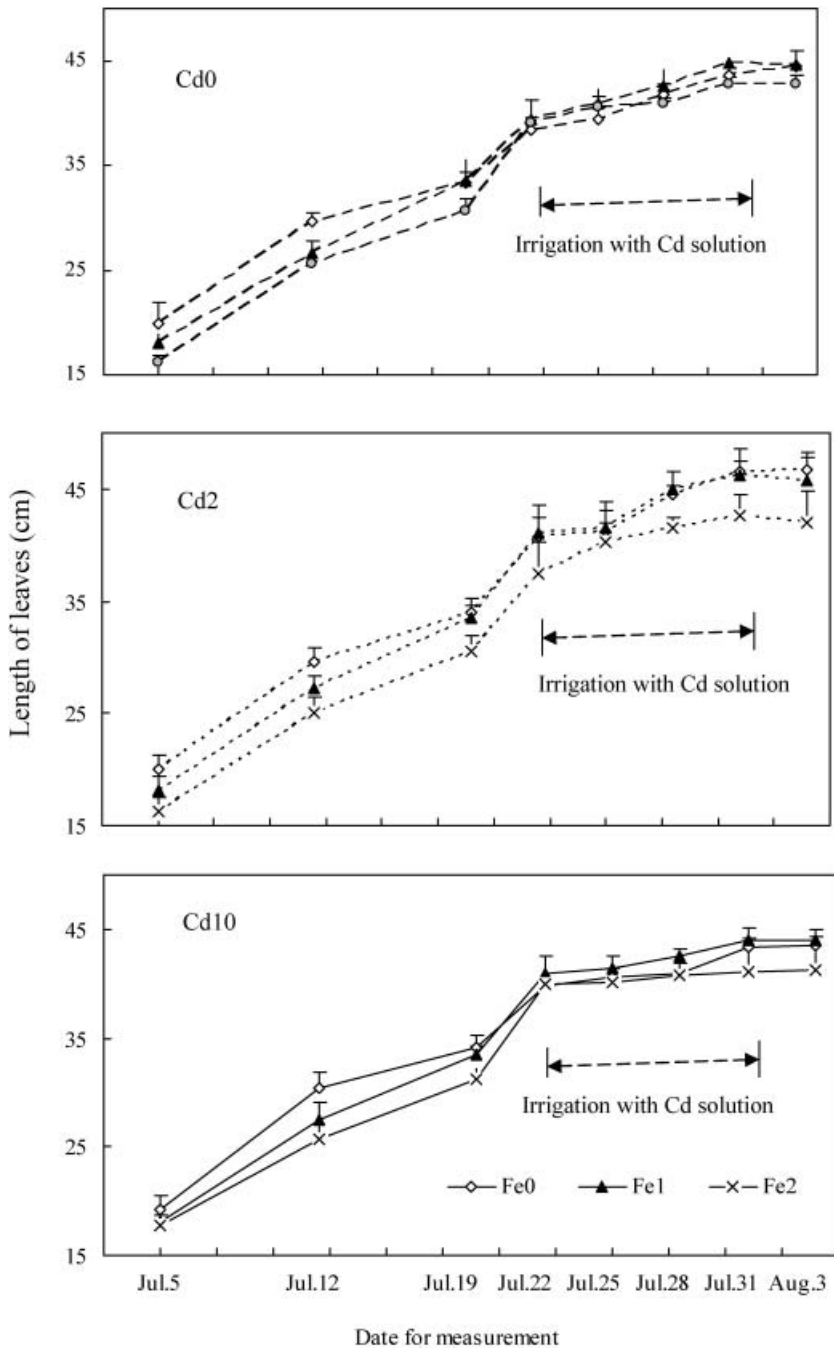 45
Cd0
35
Irrigation with Cd solution
25
15
Length of leaves (cm)
45
Cd2
35
Irrigation with Cd solution
25
15
45
Cd10
35
Irrigation with Cd solution
25
Fe0 Fe1 Fe2
15
Jul.5 Jul.12 Jul.19 Jul.22 Jul.25 Jul.28 Jul.31 Aug.3
Date for measurement